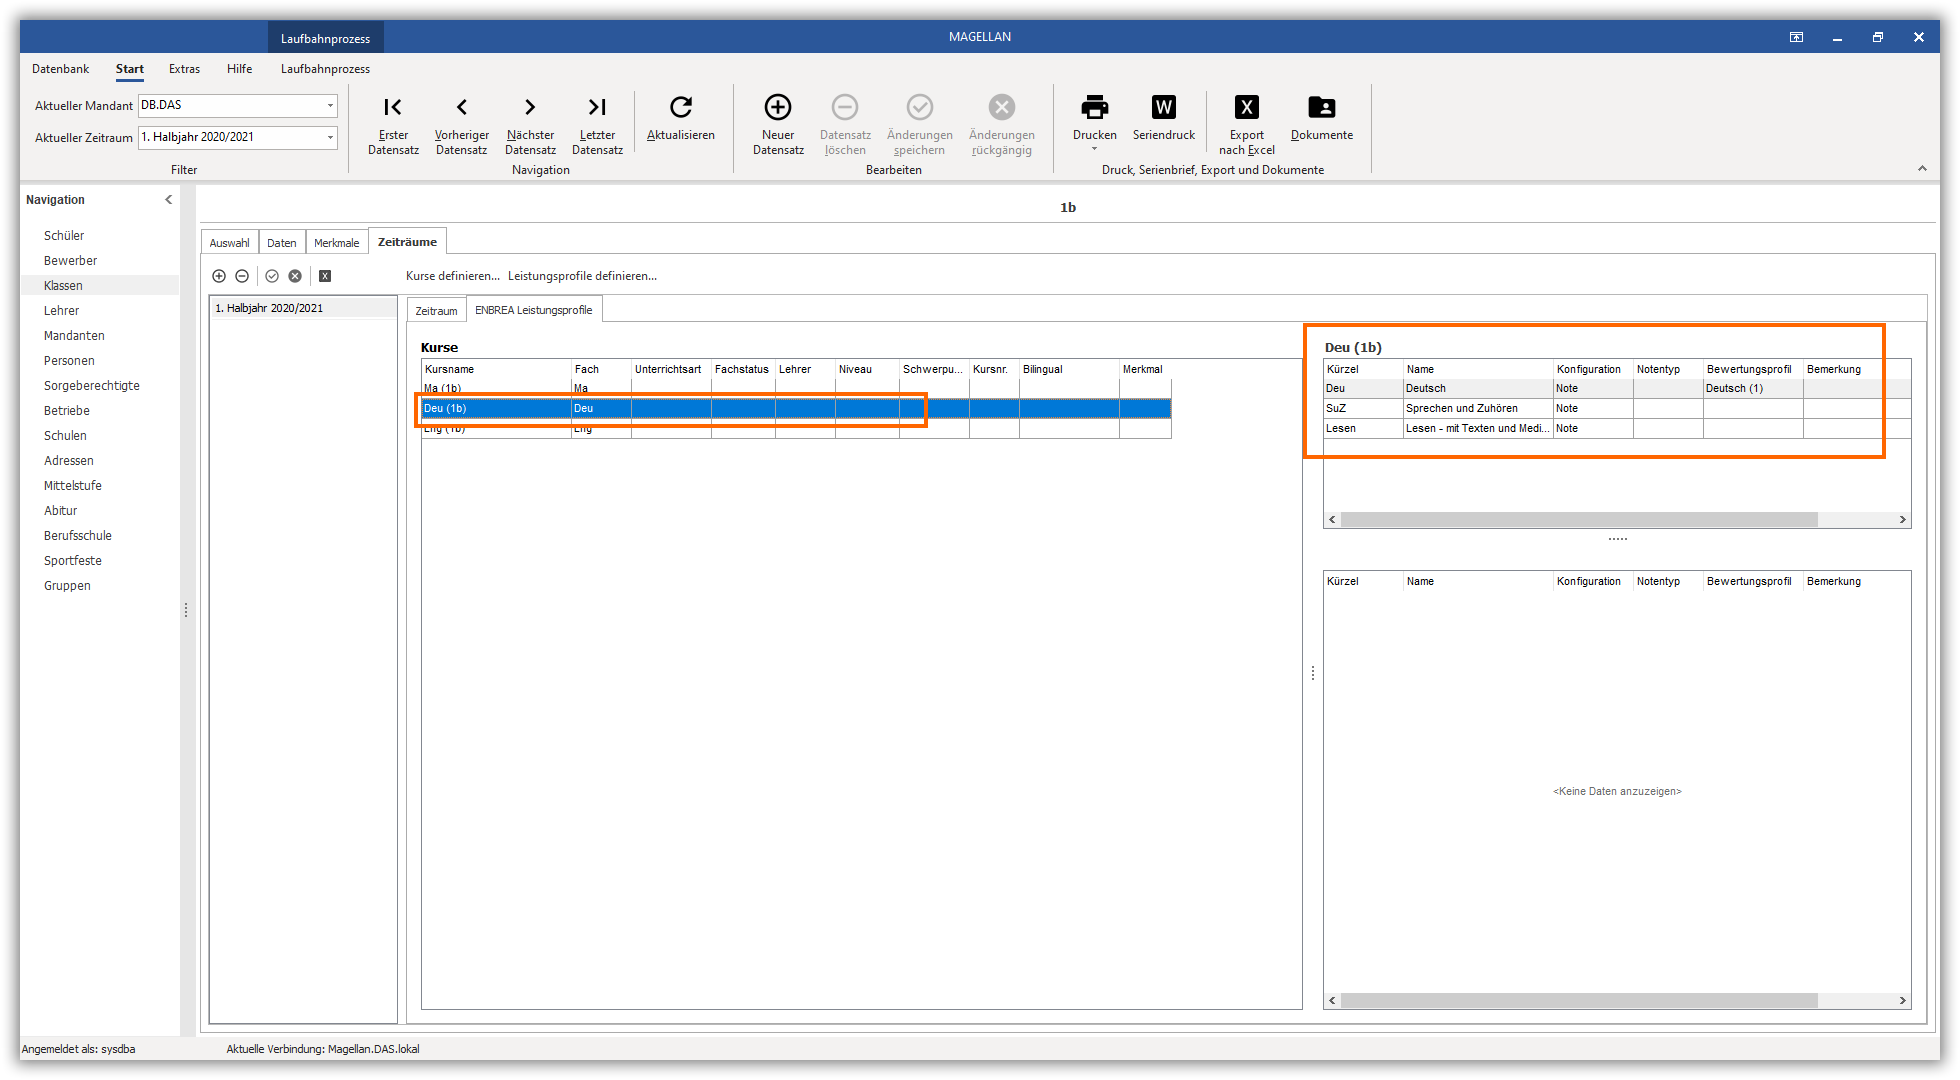 Laufbahnprozess
MAGELLAN
Datenbank Start Extras Hilfe Laufbahnprozess
Aktueller Mandant DB.DAS
Aktueller Zeitraum 1. Halbjahr 2020/2021
Filter
Erster Datensatz
Vorheriger Datensatz
Nächster Datensatz
Letzter Datensatz
Aktualisieren
Navigation
Neuer Datensatz
Datensatz löschen
Änderungen speichern
Änderungen rückgängig
Bearbeiten
Drucken
Seriendruck
Export nach Excel
Dokumente
Druck, Serienbrief, Export und Dokumente
Navigation
Schüler
Bewerber
Klassen
Lehrer
Mandanten
Personen
Sorgeberechtigte
Betriebe
Schulen
Adressen
Mittelstufe
Abitur
Berufsschule
Sportfeste
Gruppen
1b
Auswahl Daten Merkmale Zeiträume
Kurse definieren... Leistungsprofile definieren...
1. Halbjahr 2020/2021
Zeitraum ENBREA Leistungsprofile
Kurse
Kursname Fach Unterrichtsart Fachstatus Lehrer Niveau Schwerpu... Kursnr. Bilingual Merkmal
Ma (1b) Ma
Deu (1b) Deu
Eng (1b) Eng
Deu (1b)
Kürzel Name Konfiguration Notentyp Bewertungsprofil Bemerkung
Deu Deutsch Note Deutsch (1)
SuZ Sprechen und Zuhören Note
Lesen Lesen - mit Texten und Medi... Note
Kürzel Name Konfiguration Notentyp Bewertungsprofil Bemerkung
<Keine Daten anzuzeigen>
Angemeldet als: sysdba
Aktuelle Verbindung: Magellan.DAS.lokal